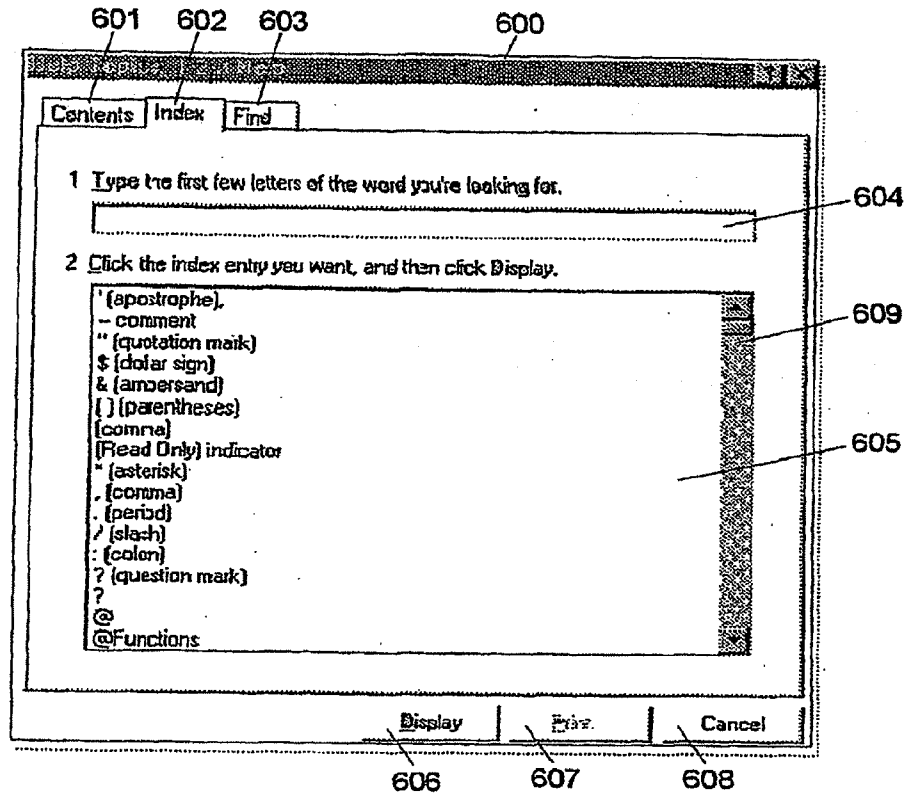 601 602 603 600
Contents Index Find
1 Type the first few letters of the word you're looking for.
604
2 Click the index entry you want, and then click Display.
' (apostrophe),
– comment
609
" (quotation mark)
$ (dollar sign)
& (ampersand)
( ) (parentheses)
(comma)
(Read Only) indicator
605
* (asterisk)
, (comma)
. (period)
/ (slash)
: (colon)
? (question mark)
?
@
@Functions
Display Print Cancel
606 607 608